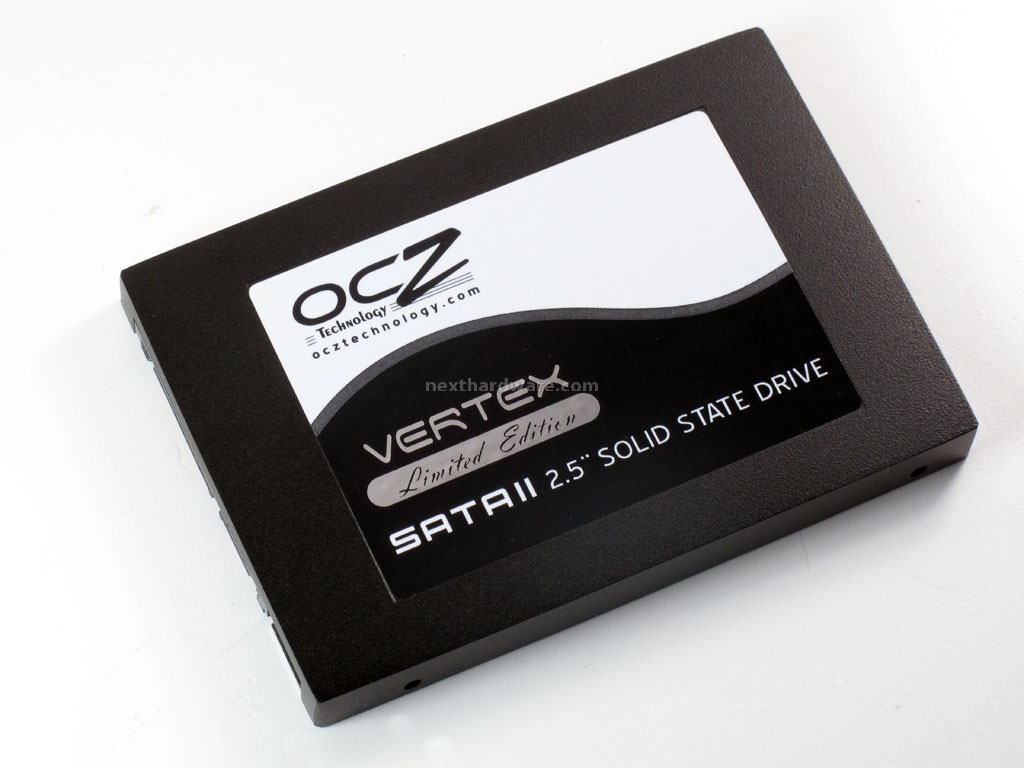 OCZ
Technology
ocztechnology.com
nexthardware.com
VERTEX
Limited Edition
SATAII 2.5" SOLID STATE DRIVE